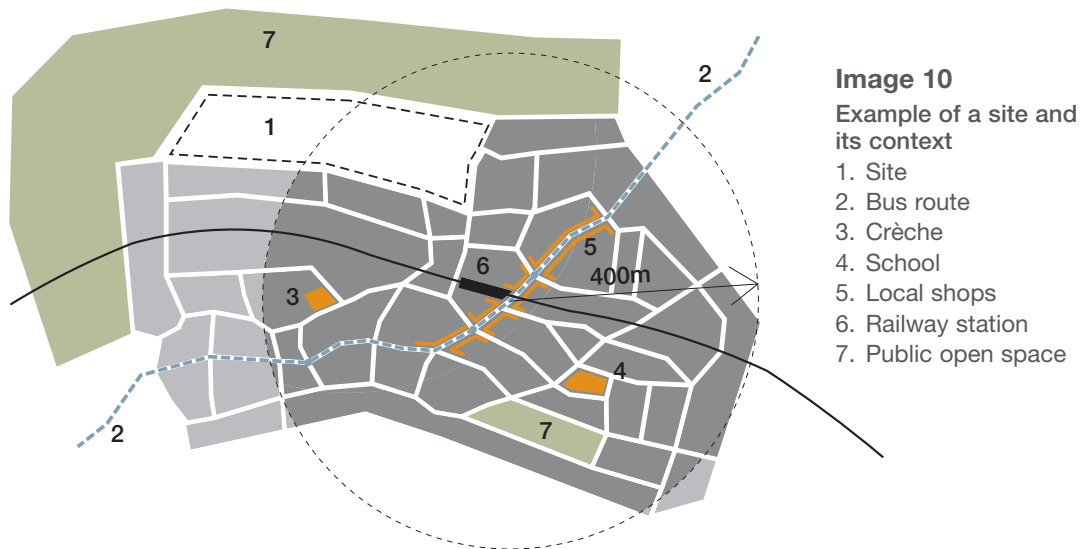 7
2
1
5
400m
6
3
4
7
2
Image 10
Example of a site and
its context
1. Site
2. Bus route
3. Crèche
4. School
5. Local shops
6. Railway station
7. Public open space